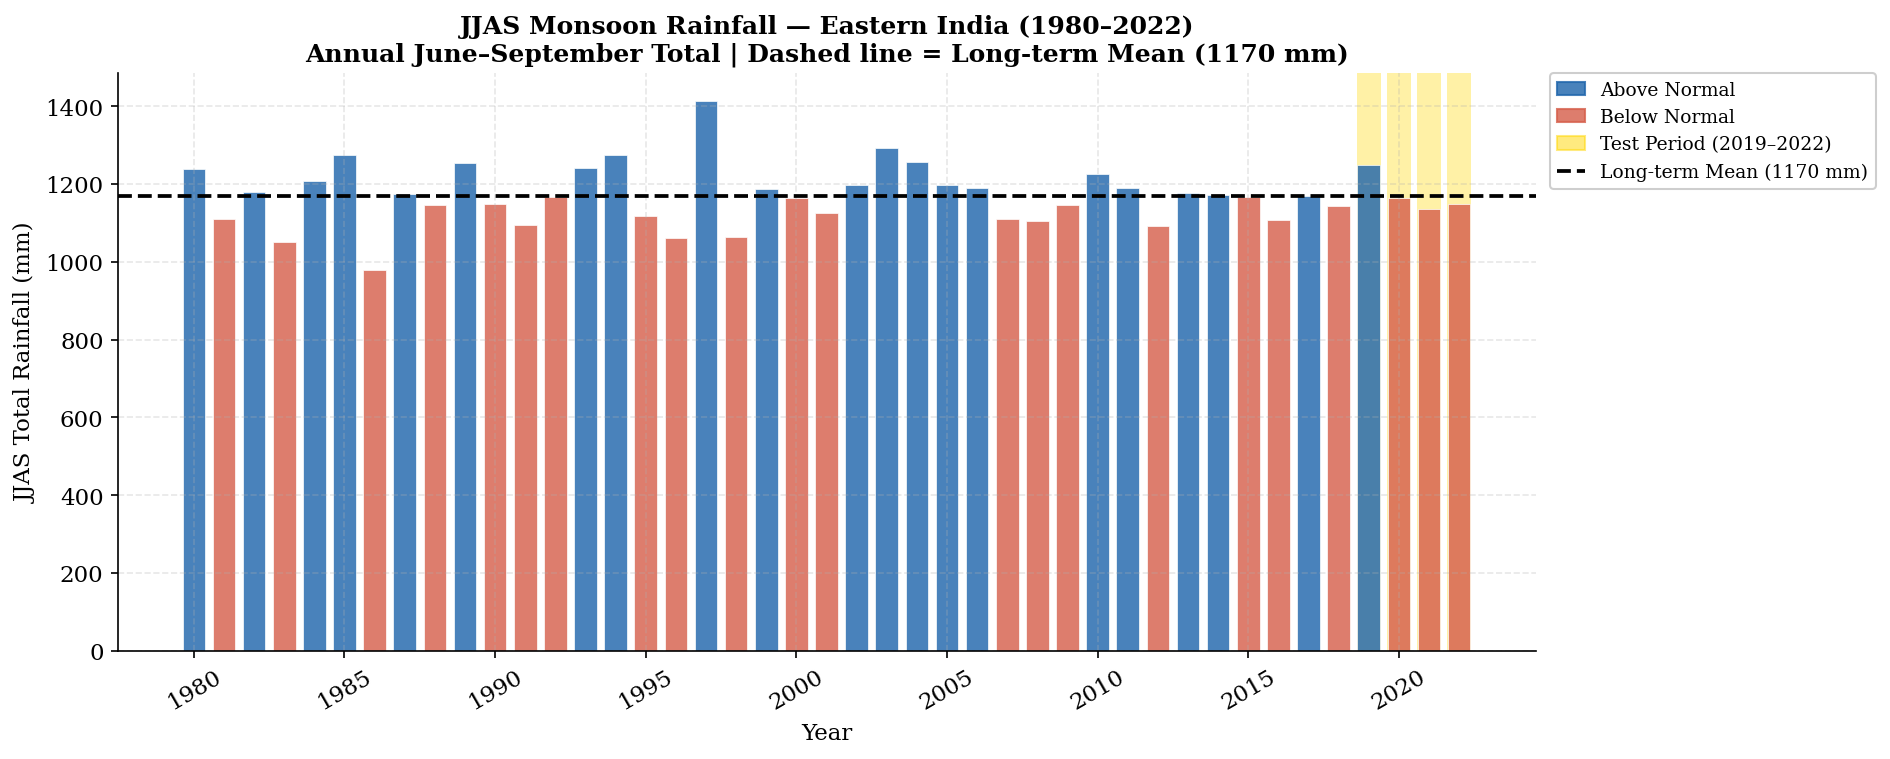 JJAS Monsoon Rainfall — Eastern India (1980–2022)
Annual June–September Total | Dashed line = Long-term Mean (1170 mm)
Above Normal
Below Normal
Test Period (2019–2022)
Long-term Mean (1170 mm)
JJAS Total Rainfall (mm)
1400
1200
1000
800
600
400
200
0
1980
1985
1990
1995
2000
2005
2010
2015
2020
Year